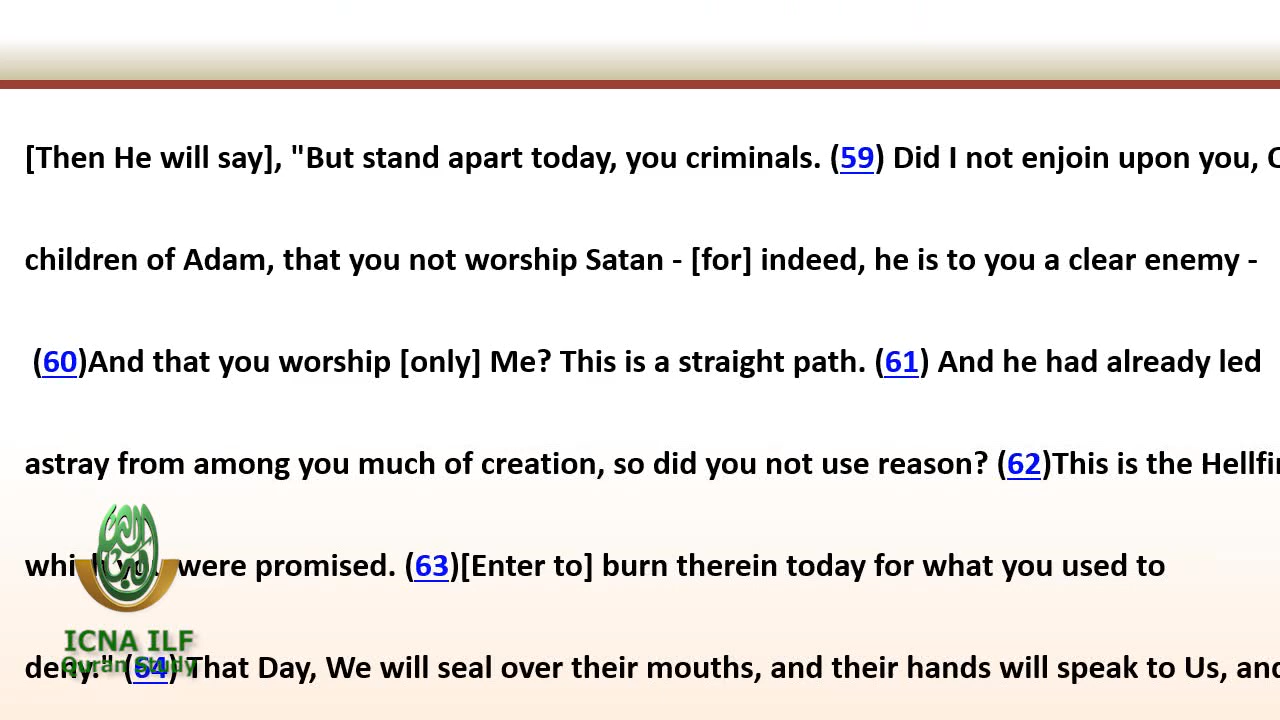 [Then He will say], "But stand apart today, you criminals. (59) Did I not enjoin upon you,
children of Adam, that you not worship Satan - [for] indeed, he is to you a clear enemy -
(60)And that you worship [only] Me? This is a straight path. (61) And he had already led
astray from among you much of creation, so did you not use reason? (62)This is the
which you were promised. (63)[Enter to] burn therein today for what you used to
deny." (64) That Day, We will seal over their mouths, and their hands will speak to Us, and
ICNA ILF
Quran Study